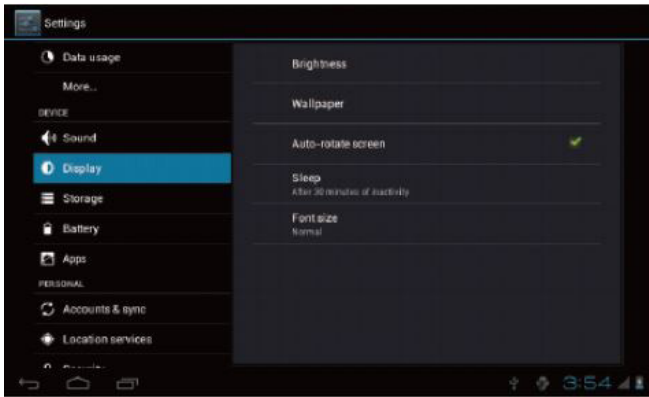 Settings
Data usage
More..
DEVICE
Sound
Display
Storage
Battery
Apps
PERSONAL
Accounts & sync
Location services
Security
Brightness
Wallpaper
Auto-rotate screen
Sleep
After 30 minutes of inactivity
Font size
Normal
3:54